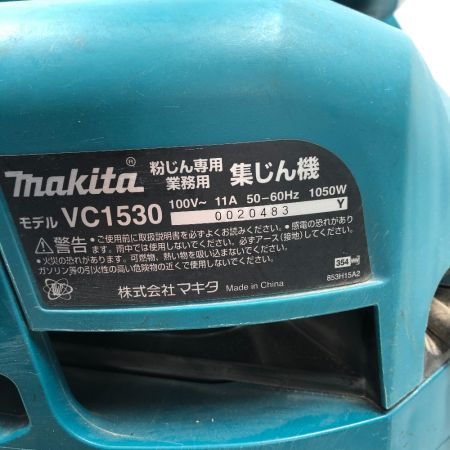 makita®
粉じん専用
業務用
集じん機
モデル VC1530
100V~ 11A 50-60Hz 1050W
0020483 Y
⚠警告 •ご使用前に取扱説明書を必ずよくお読みください。•感電の恐れがあり
ます。雨中では使用しないでください。必ずアース(接地)してください。
•火災の恐れがあります。可燃物、熱い物を吸い込まないでください。
ガソリン等の引火性の高い危険物の近くで使用しないでください。
354
853H15A2
株式会社マキタ Made in China